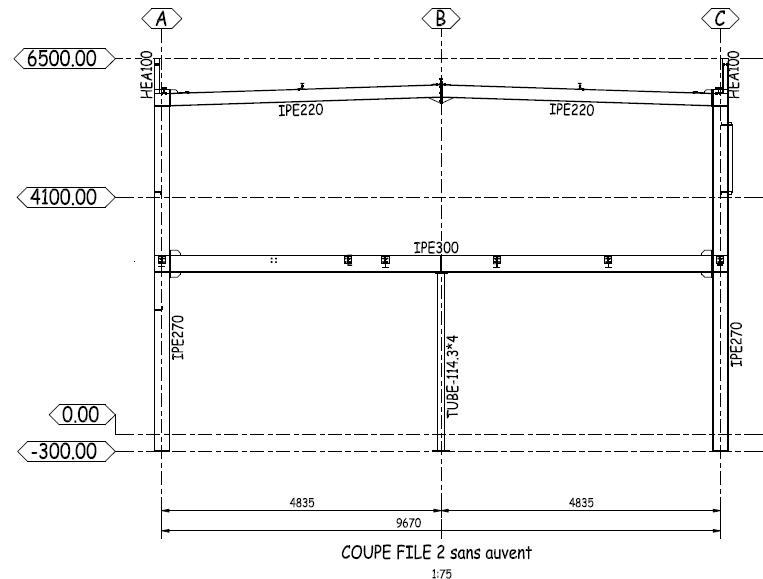 A B C
6500.00
HEA100 HEA100
IPE220 IPE220
4100.00
IPE300
IPE270 TUBE-114.3*4 IPE270
0.00
-300.00
4835 4835
9670
COUPE FILE 2 sans auvent
1:75